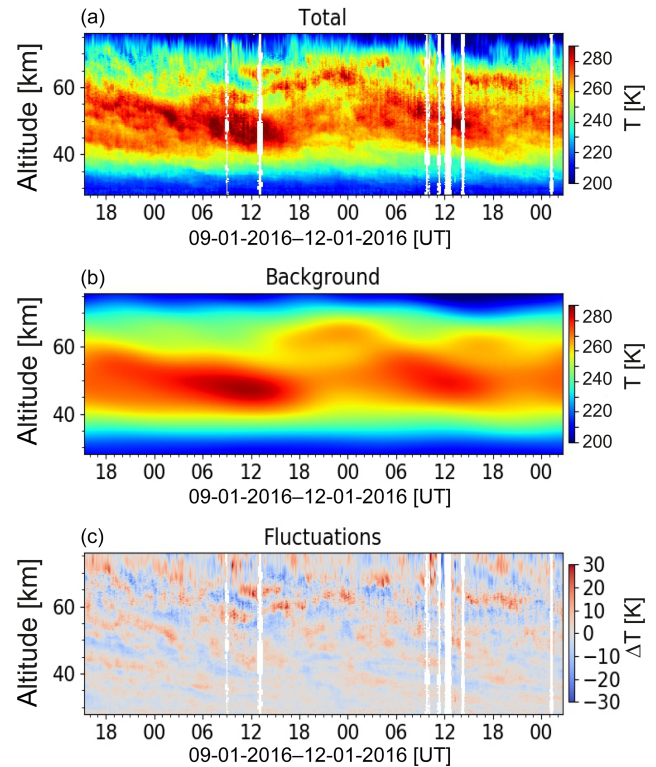 (a) Total
Altitude [km]
60
40
18 00 06 12 18 00 06 12 18 00
09-01-2016–12-01-2016 [UT]
280
260
240
220
200
T [K]
(b) Background
Altitude [km]
60
40
18 00 06 12 18 00 06 12 18 00
09-01-2016–12-01-2016 [UT]
280
260
240
220
200
T [K]
(c) Fluctuations
Altitude [km]
60
40
18 00 06 12 18 00 06 12 18 00
09-01-2016–12-01-2016 [UT]
30
20
10
0
−10
−20
−30
ΔT [K]